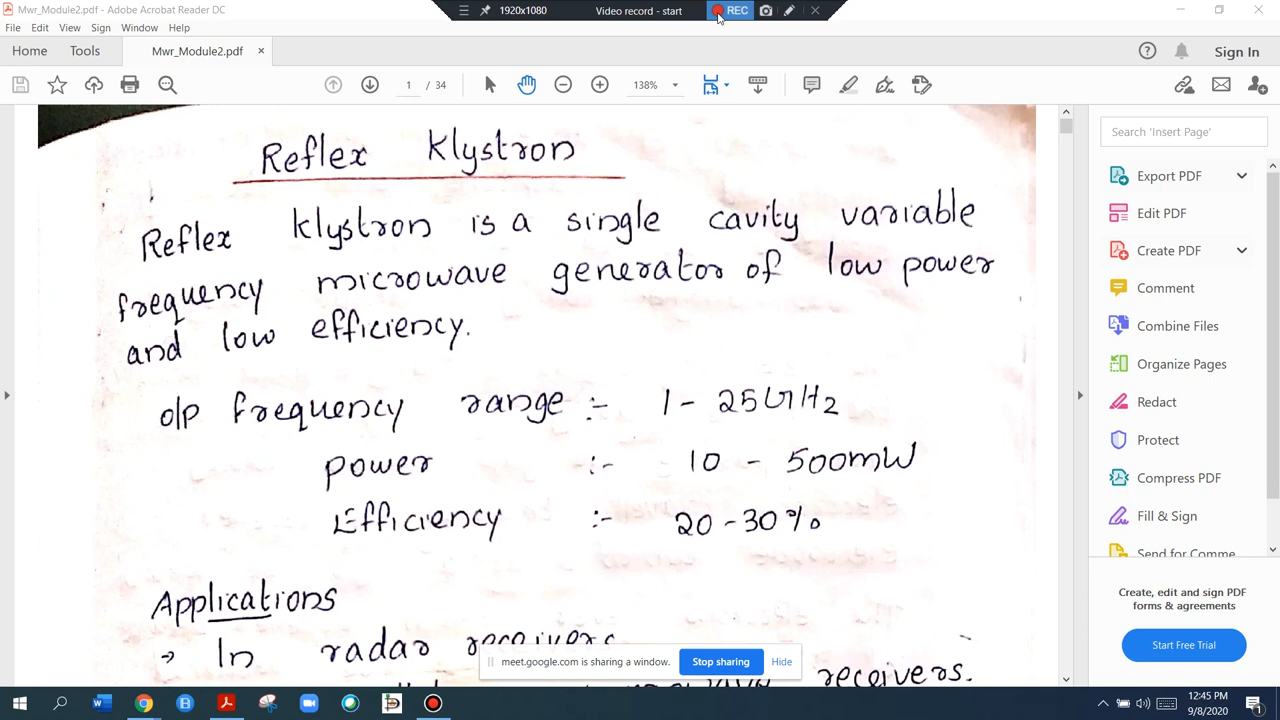 Mwr_Module2.pdf - Adobe Acrobat Reader DC
1920x1080
Video record - start
REC
File Edit View Sign Window Help
Home Tools Mwr_Module2.pdf × Sign In
1 / 34 138%
Reflex Klystron
Reflex klystron is a single cavity variable
frequency microwave generator of low power
and low efficiency.
o/p frequency range :- 1 - 25 GHz
power :- 10 - 500mW
Efficiency :- 20-30%
Applications
→ In radar receivers
receivers.
meet.google.com is sharing a window. Stop sharing Hide
Search 'Insert Page'
Export PDF
Edit PDF
Create PDF
Comment
Combine Files
Organize Pages
Redact
Protect
Compress PDF
Fill & Sign
Send for Comme
Create, edit and sign PDF
forms & agreements
Start Free Trial
12:45 PM
9/8/2020